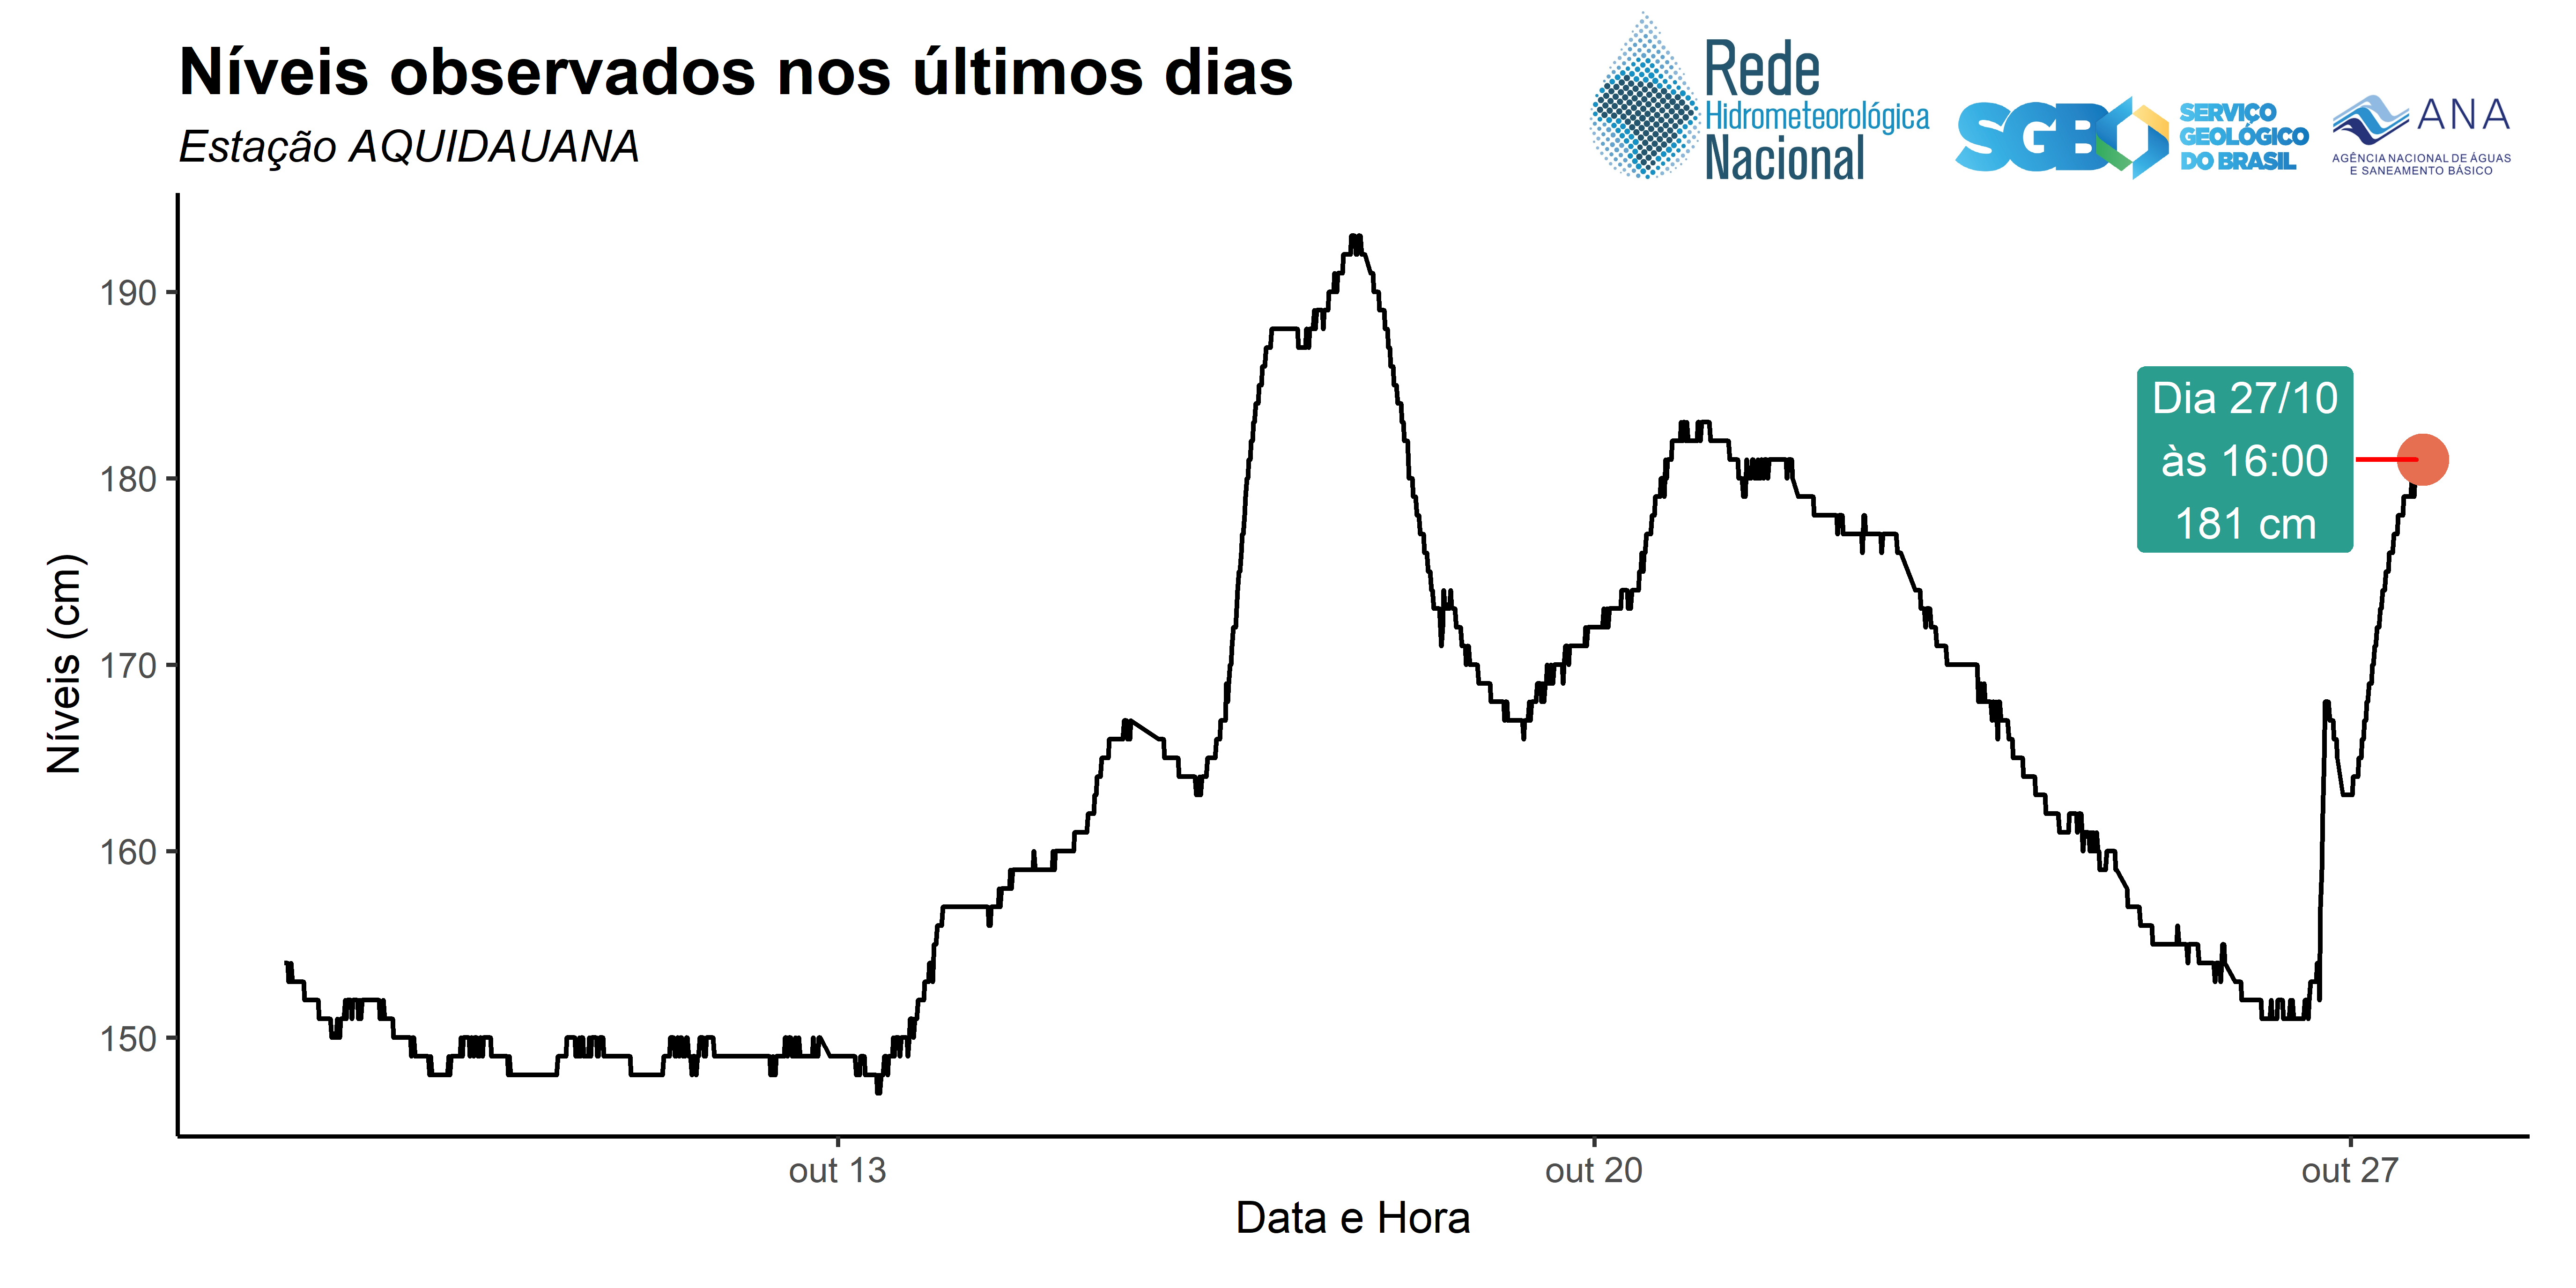 Níveis observados nos últimos dias
Estação AQUIDAUANA
Rede
Hidrometeorológica
Nacional
SGB
SERVIÇO
GEOLÓGICO
DO BRASIL
ANA
AGÊNCIA NACIONAL DE ÁGUAS
E SANEAMENTO BÁSICO
Níveis (cm)
190
180
170
160
150
Dia 27/10
às 16:00
181 cm
out 13
out 20
out 27
Data e Hora